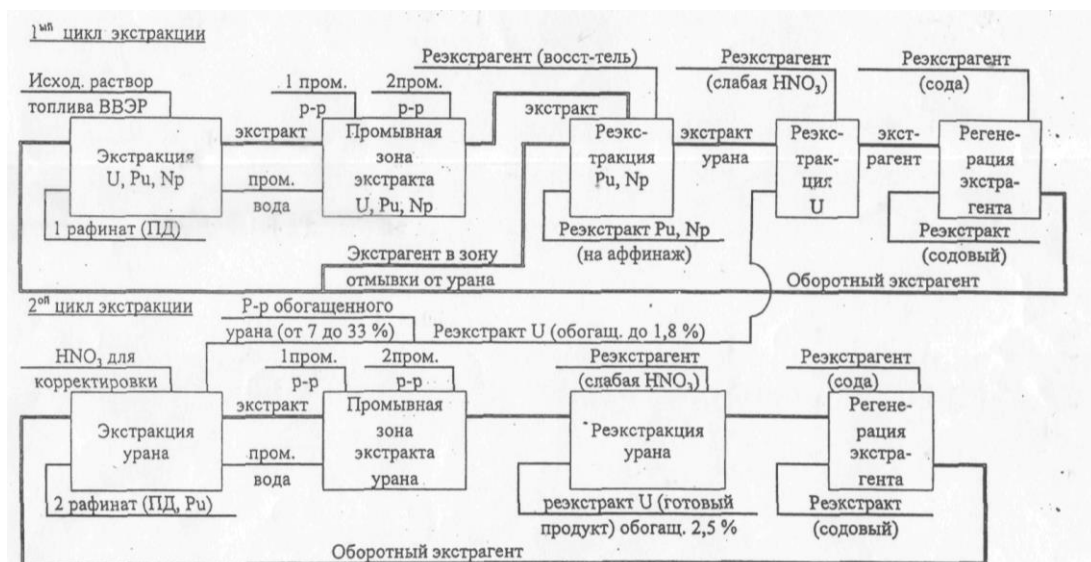 1ый цикл экстракции
Исход. раствор
топлива ВВЭР
1 пром.
р-р
2пром.
р-р
Реэкстрагент (восст-тель)
Реэкстрагент
(слабая HNO3)
Реэкстрагент
(сода)
Экстракция
U, Pu, Np
экстракт
пром.
вода
Промывная
зона
экстракта
U, Pu, Np
экстракт
Реэкс-
тракция
Pu, Np
экстракт
урана
Реэкс-
трак-
ция
U
экст-
рагент
Регене-
рация
экстра-
гента
1 рафинат (ПД)
Реэкстракт Pu, Np
(на аффинаж)
Реэкстракт
(содовый)
Экстрагент в зону
отмывки от урана
Оборотный экстрагент
2ой цикл экстракции
Р-р обогащенного
урана (от 7 до 33 %)
Реэкстракт U (обогащ. до 1,8 %)
HNO3 для
корректировки
1пром.
р-р
2пром.
р-р
Реэкстрагент
(слабая HNO3)
Реэкстрагент
(сода)
Экстракция
урана
экстракт
пром.
вода
Промывная
зона
экстракта
урана
Реэкстракция
урана
Регене-
рация
экстра-
гента
2 рафинат (ПД, Pu)
реэкстракт U (готовый
продукт) обогащ. 2,5 %
Реэкстракт
(содовый)
Оборотный экстрагент